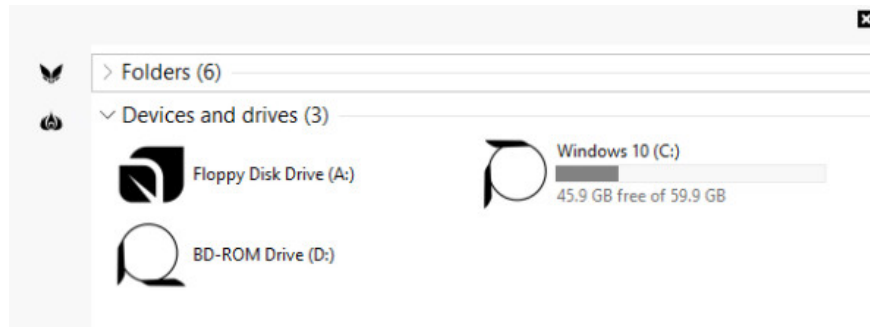 Folders (6)
Devices and drives (3)
Floppy Disk Drive (A:)
Windows 10 (C:)
45.9 GB free of 59.9 GB
BD-ROM Drive (D:)